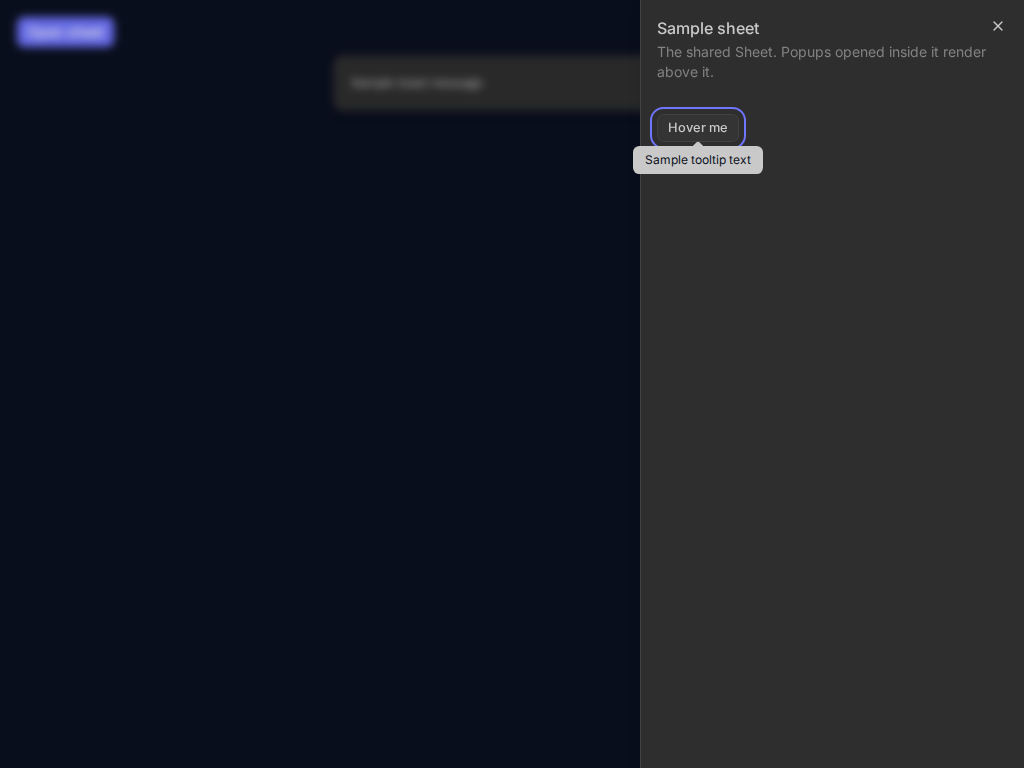 Sample sheet
The shared Sheet. Popups opened inside it render
above it.
Hover me
Sample tooltip text